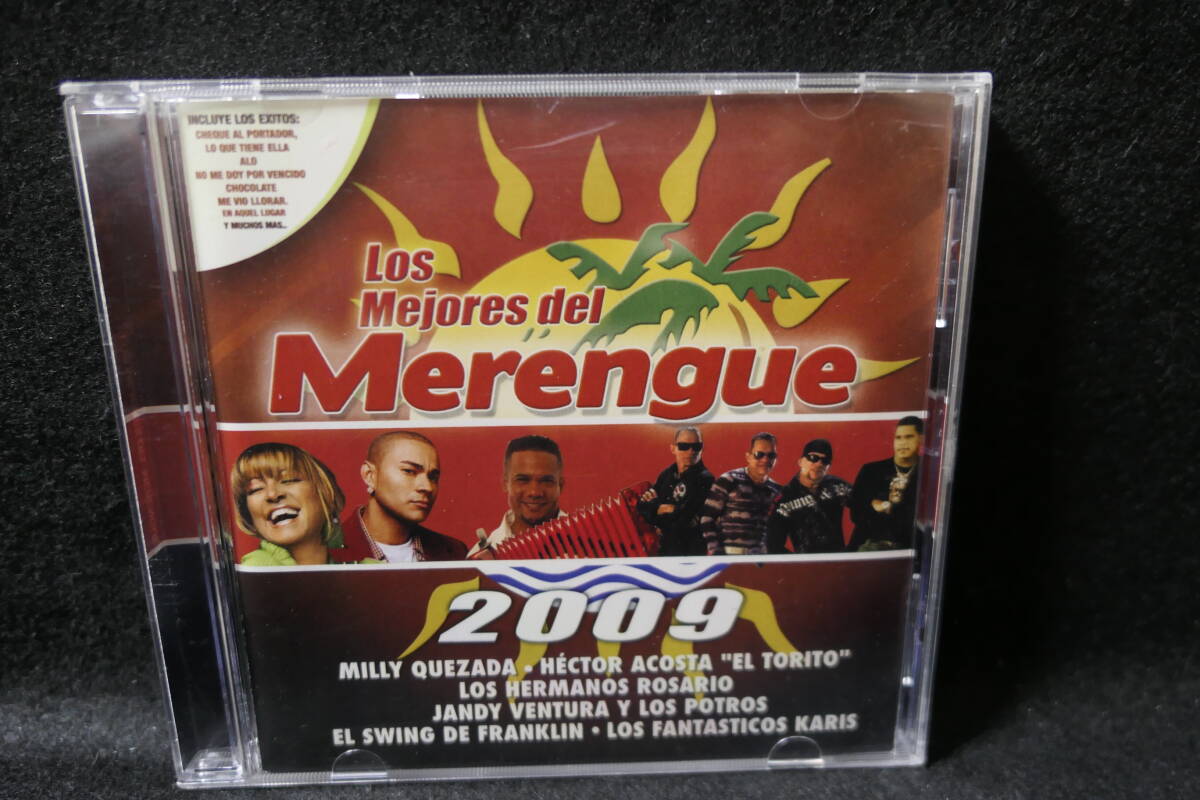 INCLUYE LOS EXITOS:
CHEQUE AL PORTADOR,
LO QUE TIENE ELLA
ALO
NO ME DOY POR VENCIDO
CHOCOLATE
ME VIO LLORAR.
EN AQUEL LUGAR
Y MUCHOS MAS..
Los
Mejores del
Merengue
2009
MILLY QUEZADA • HÉCTOR ACOSTA "EL TORITO"
LOS HERMANOS ROSARIO
JANDY VENTURA Y LOS POTROS
EL SWING DE FRANKLIN • LOS FANTASTICOS KARIS